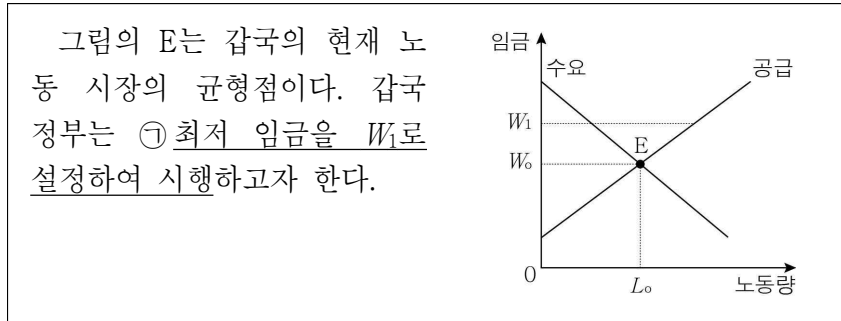 그림의 E는 갑국의 현재 노
동 시장의 균형점이다. 갑국
정부는 ㉠최저 임금을 W₁로
설정하여 시행하고자 한다.
임금
수요
공급
W₁
E
W₀
0
L₀
노동량